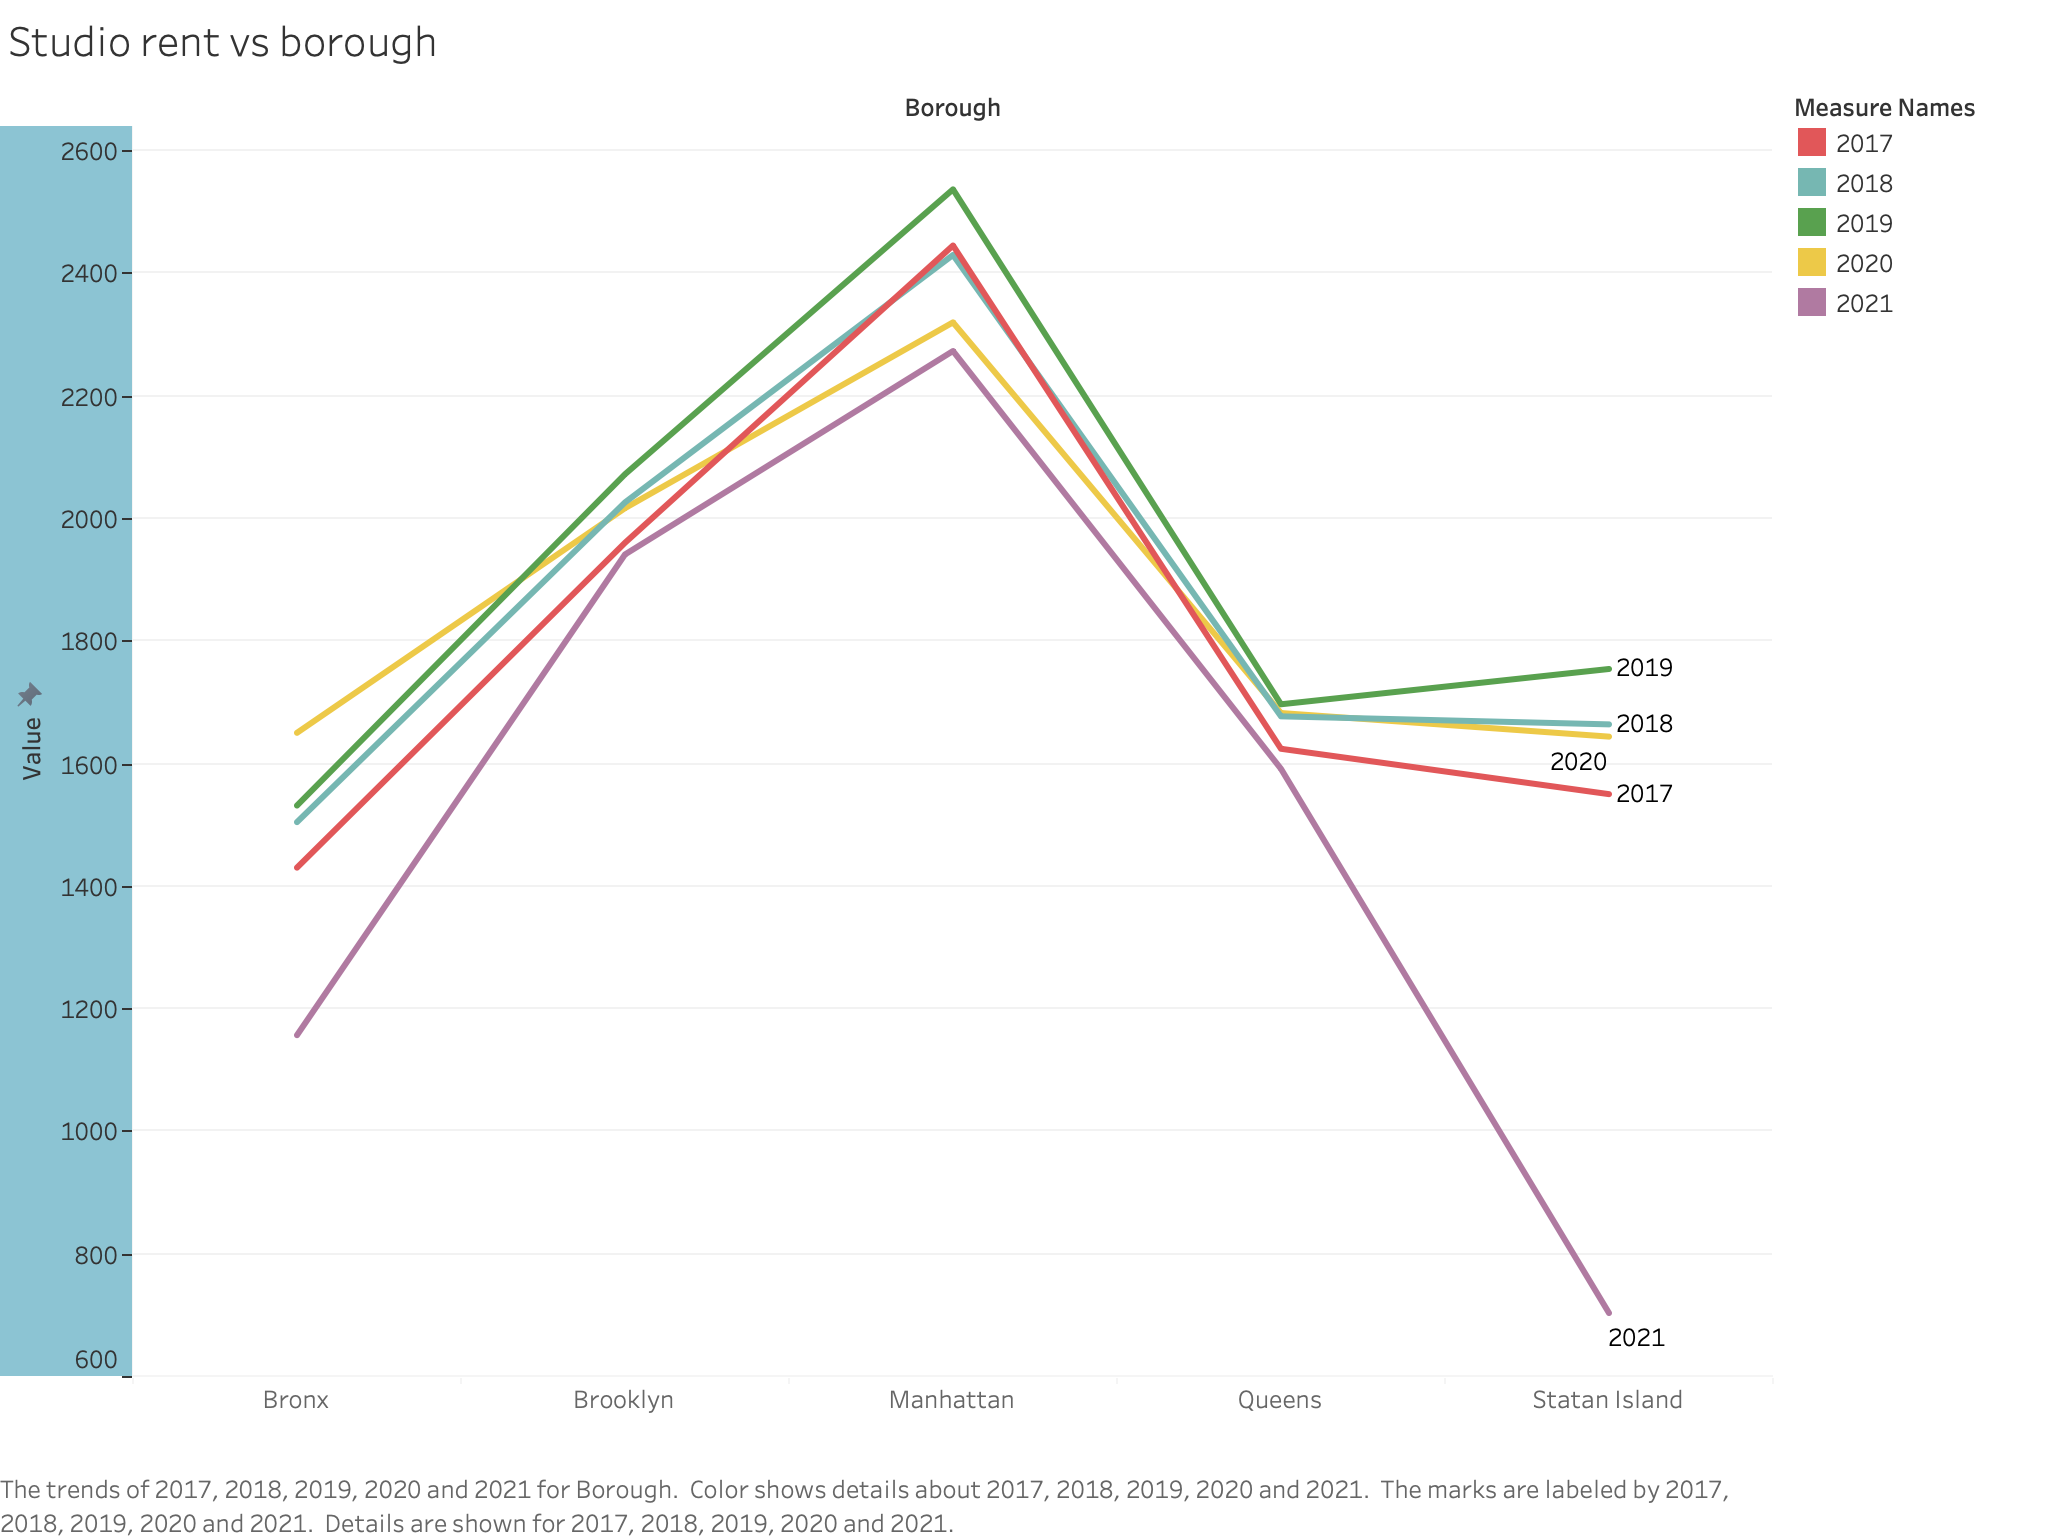 Studio rent vs borough
Borough
Measure Names
2017
2018
2019
2020
2021
2600
2400
2200
2000
1800
1600
1400
1200
1000
800
600
Value
2019
2018
2020
2017
2021
Bronx
Brooklyn
Manhattan
Queens
Statan Island
The trends of 2017, 2018, 2019, 2020 and 2021 for Borough.  Color shows details about 2017, 2018, 2019, 2020 and 2021.  The marks are labeled by 2017,
2018, 2019, 2020 and 2021.  Details are shown for 2017, 2018, 2019, 2020 and 2021.